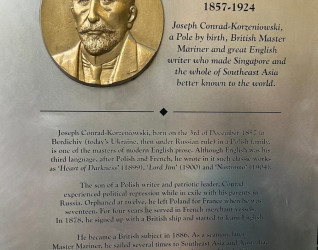 1857-1924
Joseph Conrad-Korzeniowski,
a Pole by birth, British Master
Mariner and great English
writer who made Singapore and
the whole of Southeast Asia
better known to the world.
Joseph Conrad-Korzeniowski, born on the 3rd of December 1857 in
Berdichiv (today's Ukraine, then under Russian rule) in a Polish family,
is one of the masters of modern English prose. Although English was his
third language, after Polish and French, he wrote in it such classic works
as 'Heart of Darkness' (1899), 'Lord Jim' (1900) and 'Nostromo' (1904).
The son of a Polish writer and patriotic leader, Conrad
experienced political repression while in exile with his parents in
Russia. Orphaned at twelve, he left Poland for France when he was
seventeen. For four years he served in French merchant vessels.
In 1878, he signed up with a British ship and started to learn English.
He became a British subject in 1886. As a seaman, later
Master Mariner, he sailed several times to Southeast Asia and